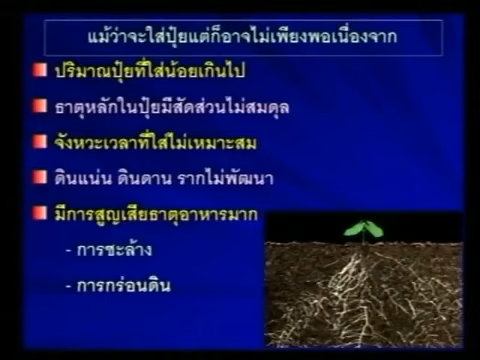 แม้ว่าจะใส่ปุ๋ยแต่ก็อาจไม่เพียงพอเนื่องจาก
ปริมาณปุ๋ยที่ใส่น้อยเกินไป
ธาตุหลักในปุ๋ยมีสัดส่วนไม่สมดุล
จังหวะเวลาที่ใส่ไม่เหมาะสม
ดินแน่น ดินดาน รากไม่พัฒนา
มีการสูญเสียธาตุอาหารมาก
- การชะล้าง
- การกร่อนดิน